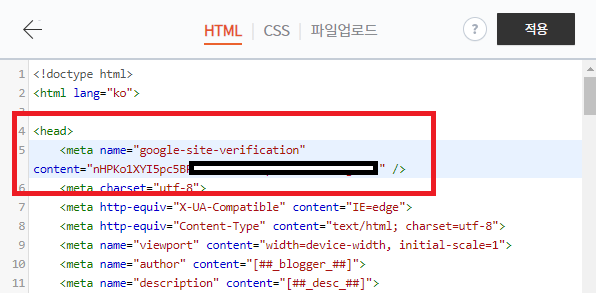 HTML | CSS | 파일업로드 ? 적용
1 <!doctype html>
2 <html lang="ko">
3
4 <head>
5 <meta name="google-site-verification"
content="nHPKo1XYI5pc5B " />
6 <meta charset="utf-8">
7 <meta http-equiv="X-UA-Compatible" content="IE=edge">
8 <meta http-equiv="Content-Type" content="text/html; charset=utf-8">
9 <meta name="viewport" content="width=device-width, initial-scale=1">
10 <meta name="author" content="[##_blogger_##]">
11 <meta name="description" content="[##_desc_##]">